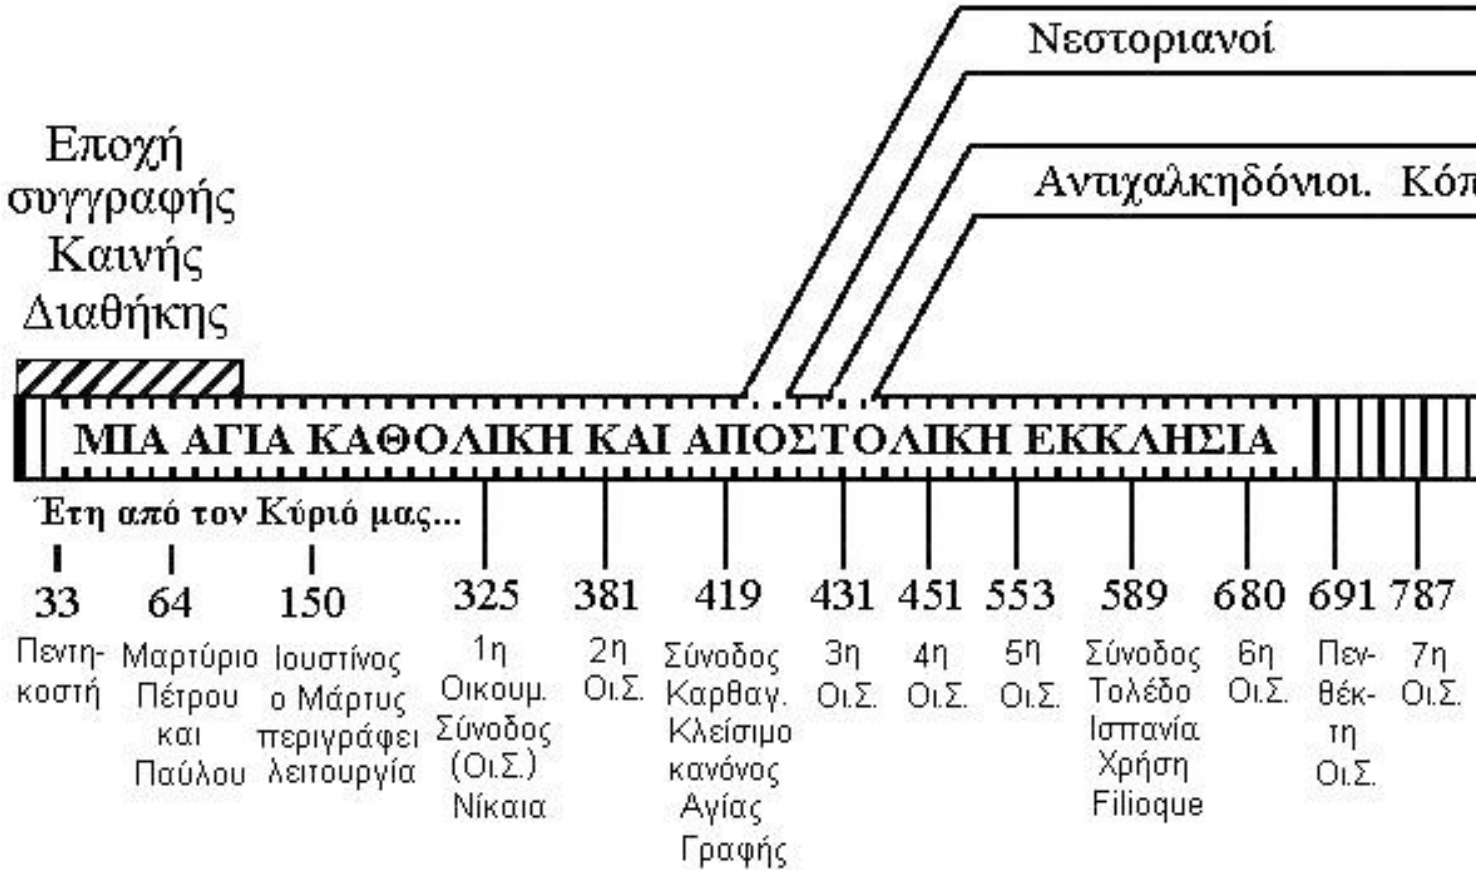 Νεστοριανοί
Εποχή
συγγραφής
Καινής
Διαθήκης
Αντιχαλκηδόνιοι. Κόπ
ΜΙΑ ΑΓΙΑ ΚΑΘΟΛΙΚΗ ΚΑΙ ΑΠΟΣΤΟΛΙΚΗ ΕΚΚΛΗΣΙΑ
Έτη από τον Κύριό μας...
33
Πεντη-
κοστή
64
Μαρτύριο
Πέτρου
και
Παύλου
150
Ιουστίνος
ο Μάρτυς
περιγράφει
λειτουργία
325
1η
Οικουμ.
Σύνοδος
(Οι.Σ.)
Νίκαια
381
2η
Οι.Σ.
419
Σύνοδος
Καρθαγ.
Κλείσιμο
κανόνος
Αγίας
Γραφής
431
3η
Οι.Σ.
451
4η
Οι.Σ.
553
5η
Οι.Σ.
589
Σύνοδος
Τολέδο
Ισπανία
Χρήση
Filioque
680
6η
Οι.Σ.
691
Πεν-
θέκ-
τη
Οι.Σ.
787
7η
Οι.Σ.